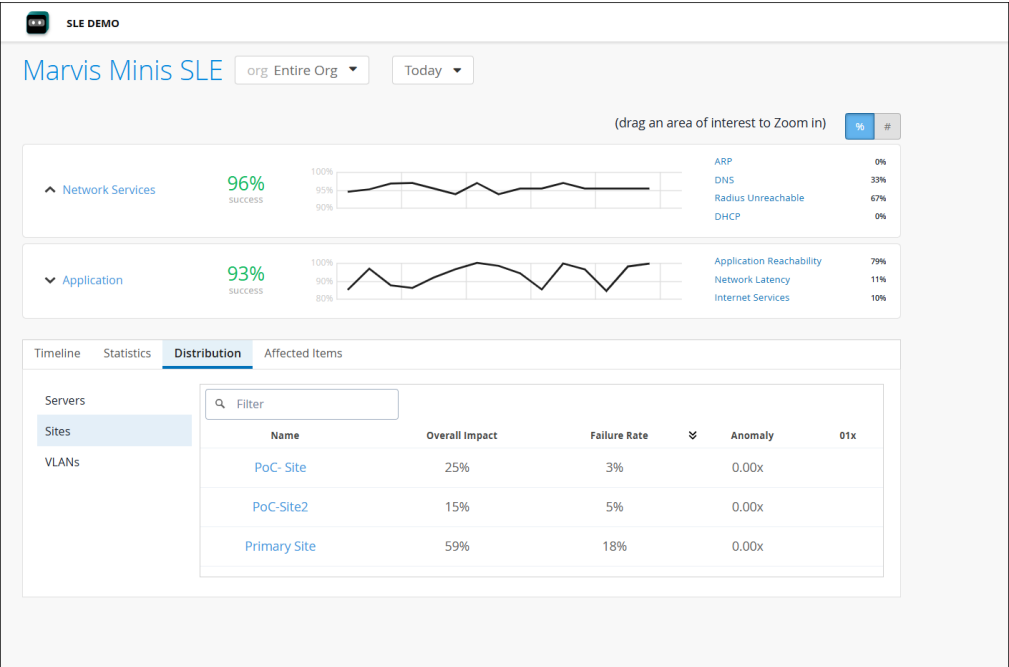 SLE DEMO
Marvis Minis SLE org Entire Org Today
(drag an area of interest to Zoom in) % #
Network Services
96%
success
100%
95%
90%
ARP 0%
DNS 33%
Radius Unreachable 67%
DHCP 0%
Application
93%
success
100%
90%
80%
Application Reachability 79%
Network Latency 11%
Internet Services 10%
Timeline Statistics Distribution Affected Items
Servers
Sites
VLANs
Filter
Name Overall Impact Failure Rate Anomaly 01x
PoC- Site 25% 3% 0.00x
PoC-Site2 15% 5% 0.00x
Primary Site 59% 18% 0.00x